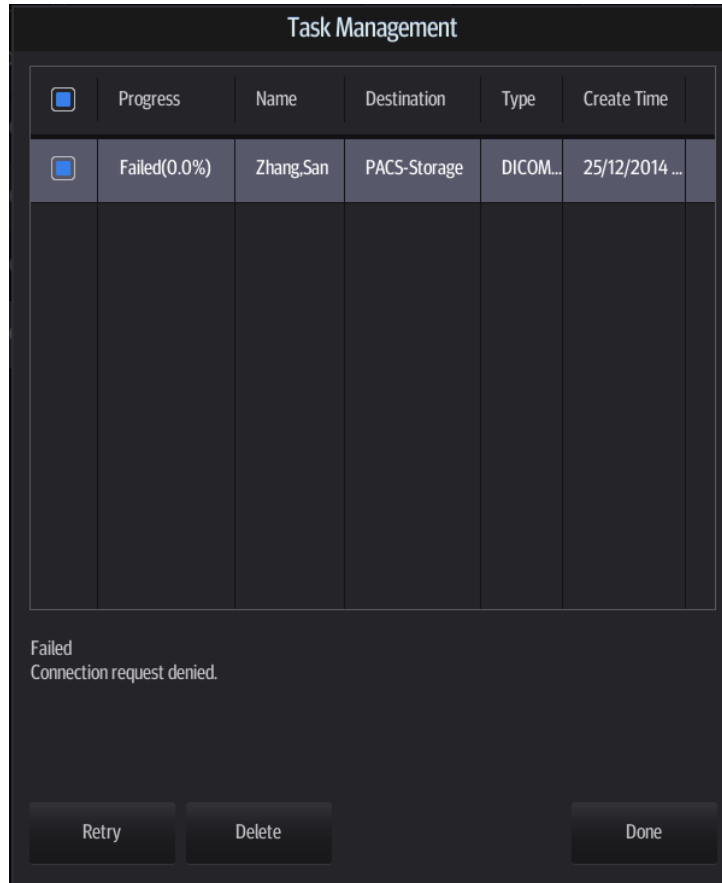 Task Management
Progress Name Destination Type Create Time
Failed(0.0%) Zhang,San PACS-Storage DICOM... 25/12/2014 ...
Failed
Connection request denied.
Retry Delete Done